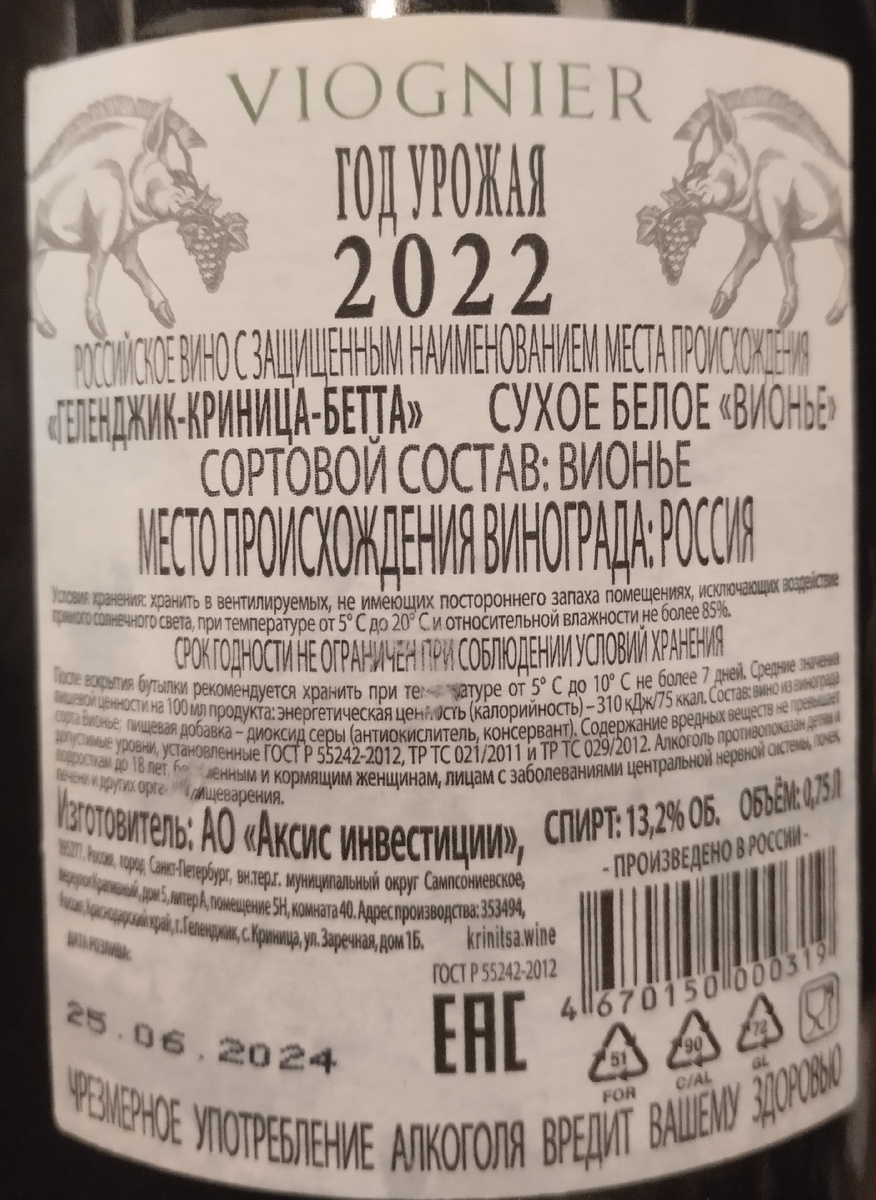 VIOGNIER
ГОД УРОЖАЯ
2022
РОССИЙСКОЕ ВИНО С ЗАЩИЩЕННЫМ НАИМЕНОВАНИЕМ МЕСТА ПРОИСХОЖДЕНИЯ
«ГЕЛЕНДЖИК-КРИНИЦА-БЕТТА» СУХОЕ БЕЛОЕ «ВИОНЬЕ»
СОРТОВОЙ СОСТАВ: ВИОНЬЕ
МЕСТО ПРОИСХОЖДЕНИЯ ВИНОГРАДА: РОССИЯ
Условия хранения: хранить в вентилируемых, не имеющих постороннего запаха помещениях, исключающих воздействие
прямого солнечного света, при температуре от 5° С до 20° С и относительной влажности не более 85%.
СРОК ГОДНОСТИ НЕ ОГРАНИЧЕН ПРИ СОБЛЮДЕНИИ УСЛОВИЙ ХРАНЕНИЯ
После вскрытия бутылки рекомендуется хранить при температуре от 5° С до 10° С не более 7 дней. Средние значения
пищевой ценности на 100 мл продукта: энергетическая ценность (калорийность) – 310 кДж/75 ккал. Состав: вино из винограда
сорта Вионье; пищевая добавка – диоксид серы (антиокислитель, консервант). Содержание вредных веществ не превышает
допустимые уровни, установленные ГОСТ Р 55242-2012, ТР ТС 021/2011 и ТР ТС 029/2012. Алкоголь противопоказан детям и
подросткам до 18 лет, беременным и кормящим женщинам, лицам с заболеваниями центральной нервной системы, почек,
печени и других пищеварения.
Изготовитель: АО «Аксис инвестиции»,
СПИРТ: 13,2% ОБ. ОБЪЁМ: 0,75 Л
- ПРОИЗВЕДЕНО В РОССИИ -
Россия, город Санкт-Петербург, вн.тер.г. муниципальный округ Сампсониевское,
переулок дом 5, литер А, помещение 5Н, комната 40. Адрес производства: 353494,
Россия, Краснодарский край, г. Геленджик, с. Криница, ул. Заречная, дом 1Б.
krinitsa.wine
ДАТА РОЗЛИВА:
ГОСТ Р 55242-2012
4 670150 000319
25.06.2024
EAC
51
FOR
90
C/AL
72
GL
ЧРЕЗМЕРНОЕ УПОТРЕБЛЕНИЕ АЛКОГОЛЯ ВРЕДИТ ВАШЕМУ ЗДОРОВЬЮ